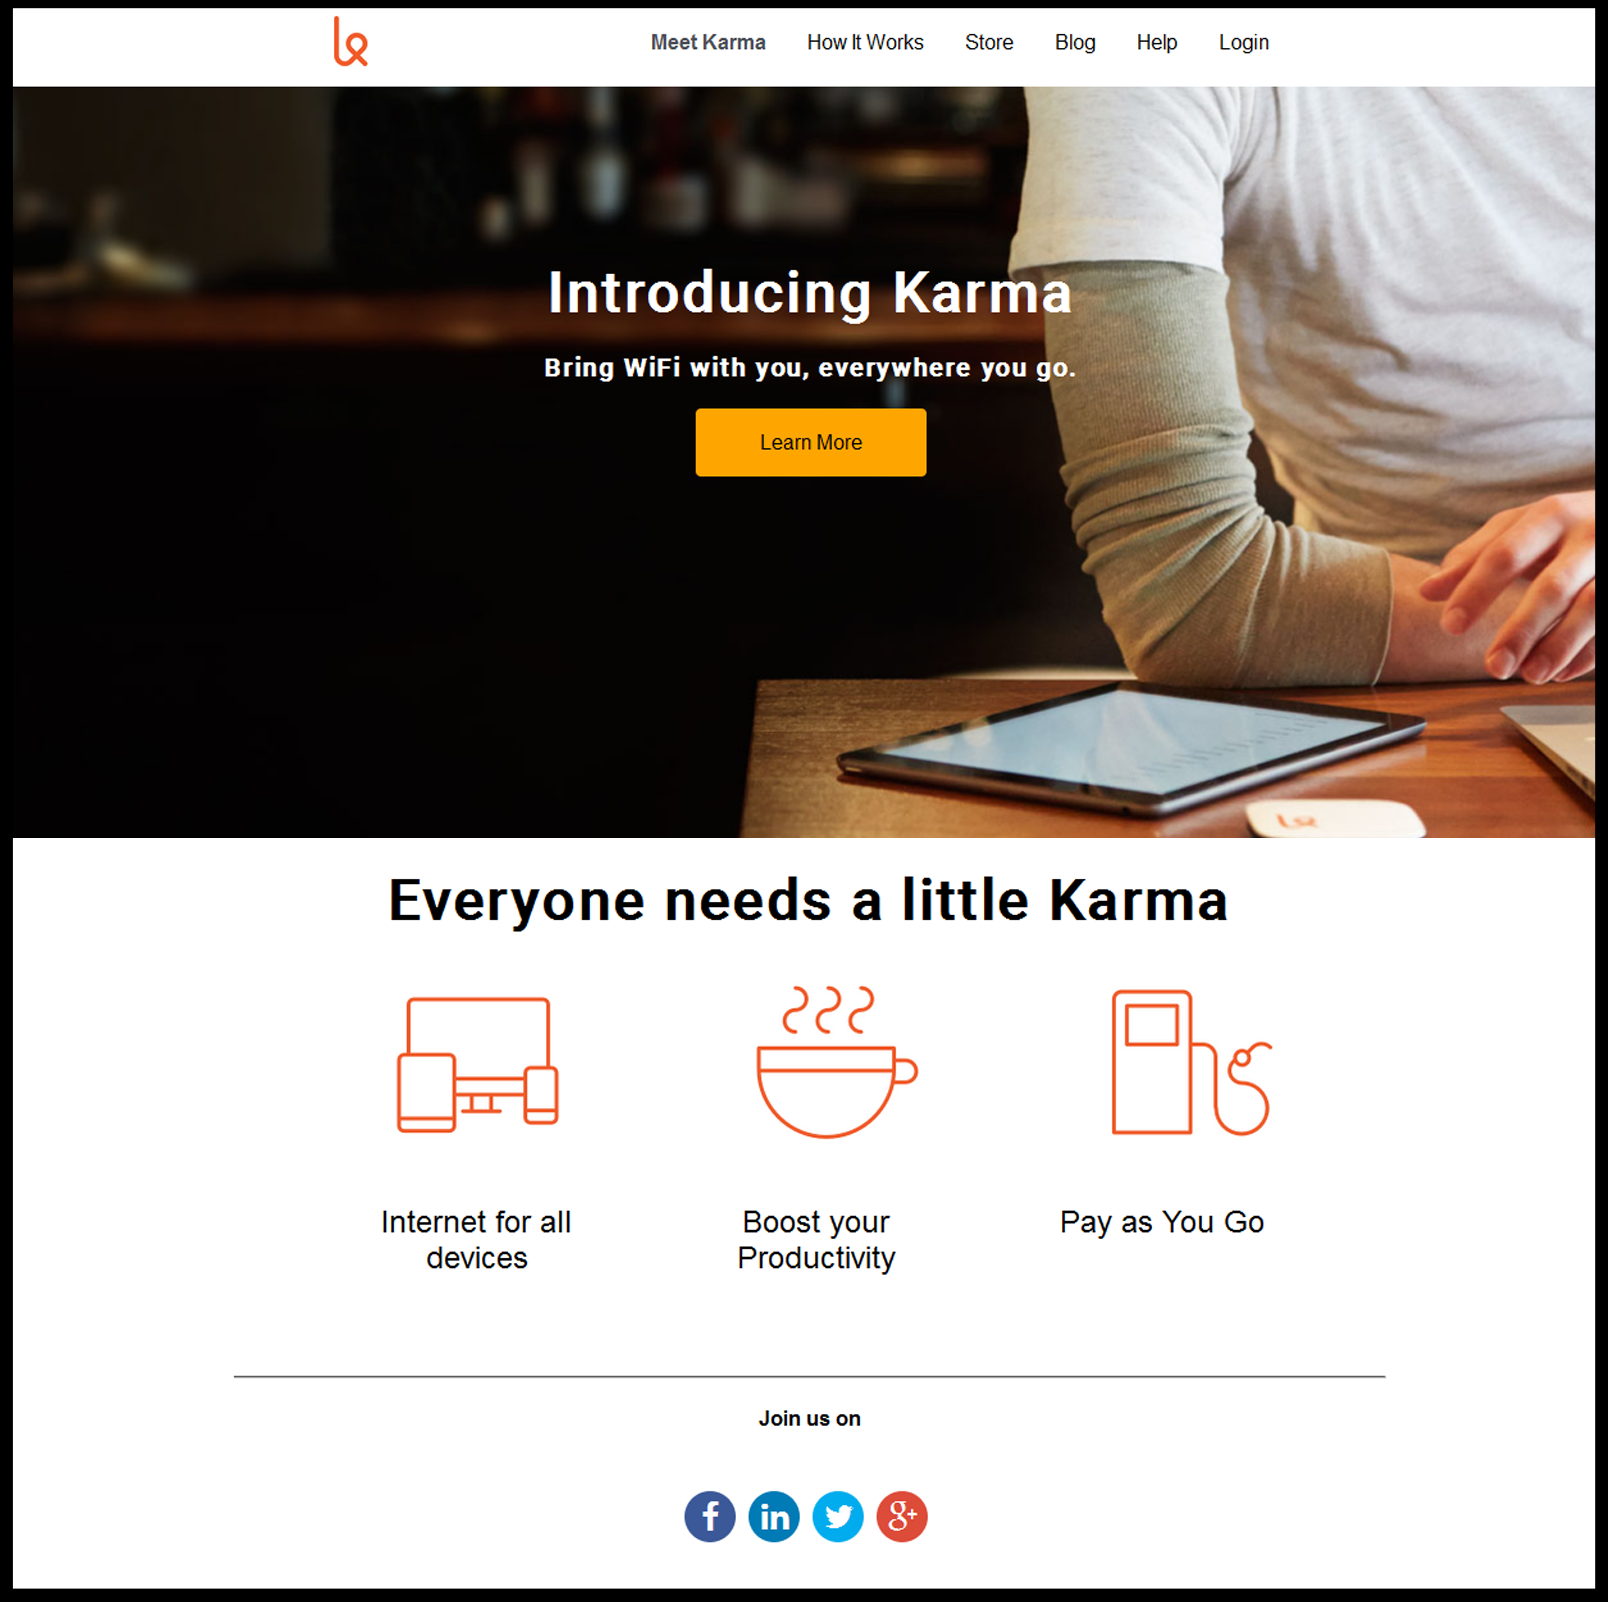 Meet Karma How It Works Store Blog Help Login
Introducing Karma
Bring WiFi with you, everywhere you go.
Learn More
Everyone needs a little Karma
Internet for all
devices
Boost your
Productivity
Pay as You Go
Join us on
f
in
g+